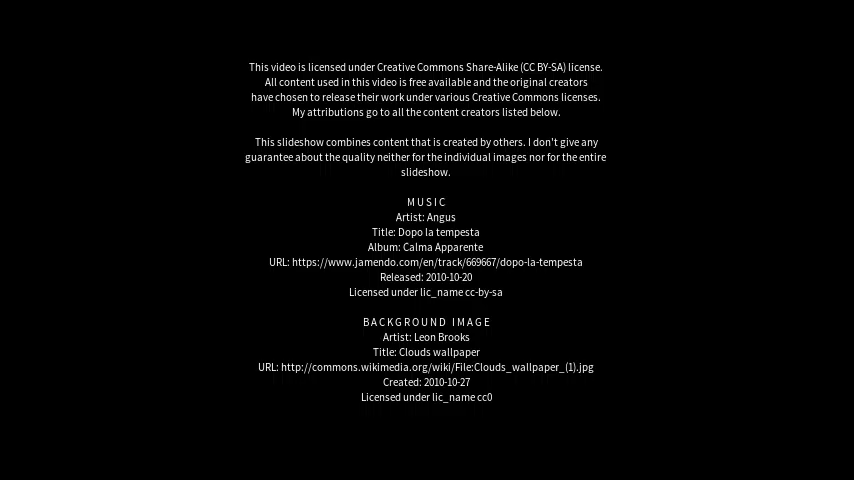 This video is licensed under Creative Commons Share-Alike (CC BY-SA) license.
All content used in this video is free available and the original creators
have chosen to release their work under various Creative Commons licenses.
My attributions go to all the content creators listed below.
This slideshow combines content that is created by others. I don't give any
guarantee about the quality neither for the individual images nor for the entire
slideshow.
MUSIC
Artist: Angus
Title: Dopo la tempesta
Album: Calma Apparente
URL: https://www.jamendo.com/en/track/669667/dopo-la-tempesta
Released: 2010-10-20
Licensed under lic_name cc-by-sa
BACKGROUND IMAGE
Artist: Leon Brooks
Title: Clouds wallpaper
URL: http://commons.wikimedia.org/wiki/File:Clouds_wallpaper_(1).jpg
Created: 2010-10-27
Licensed under lic_name cc0